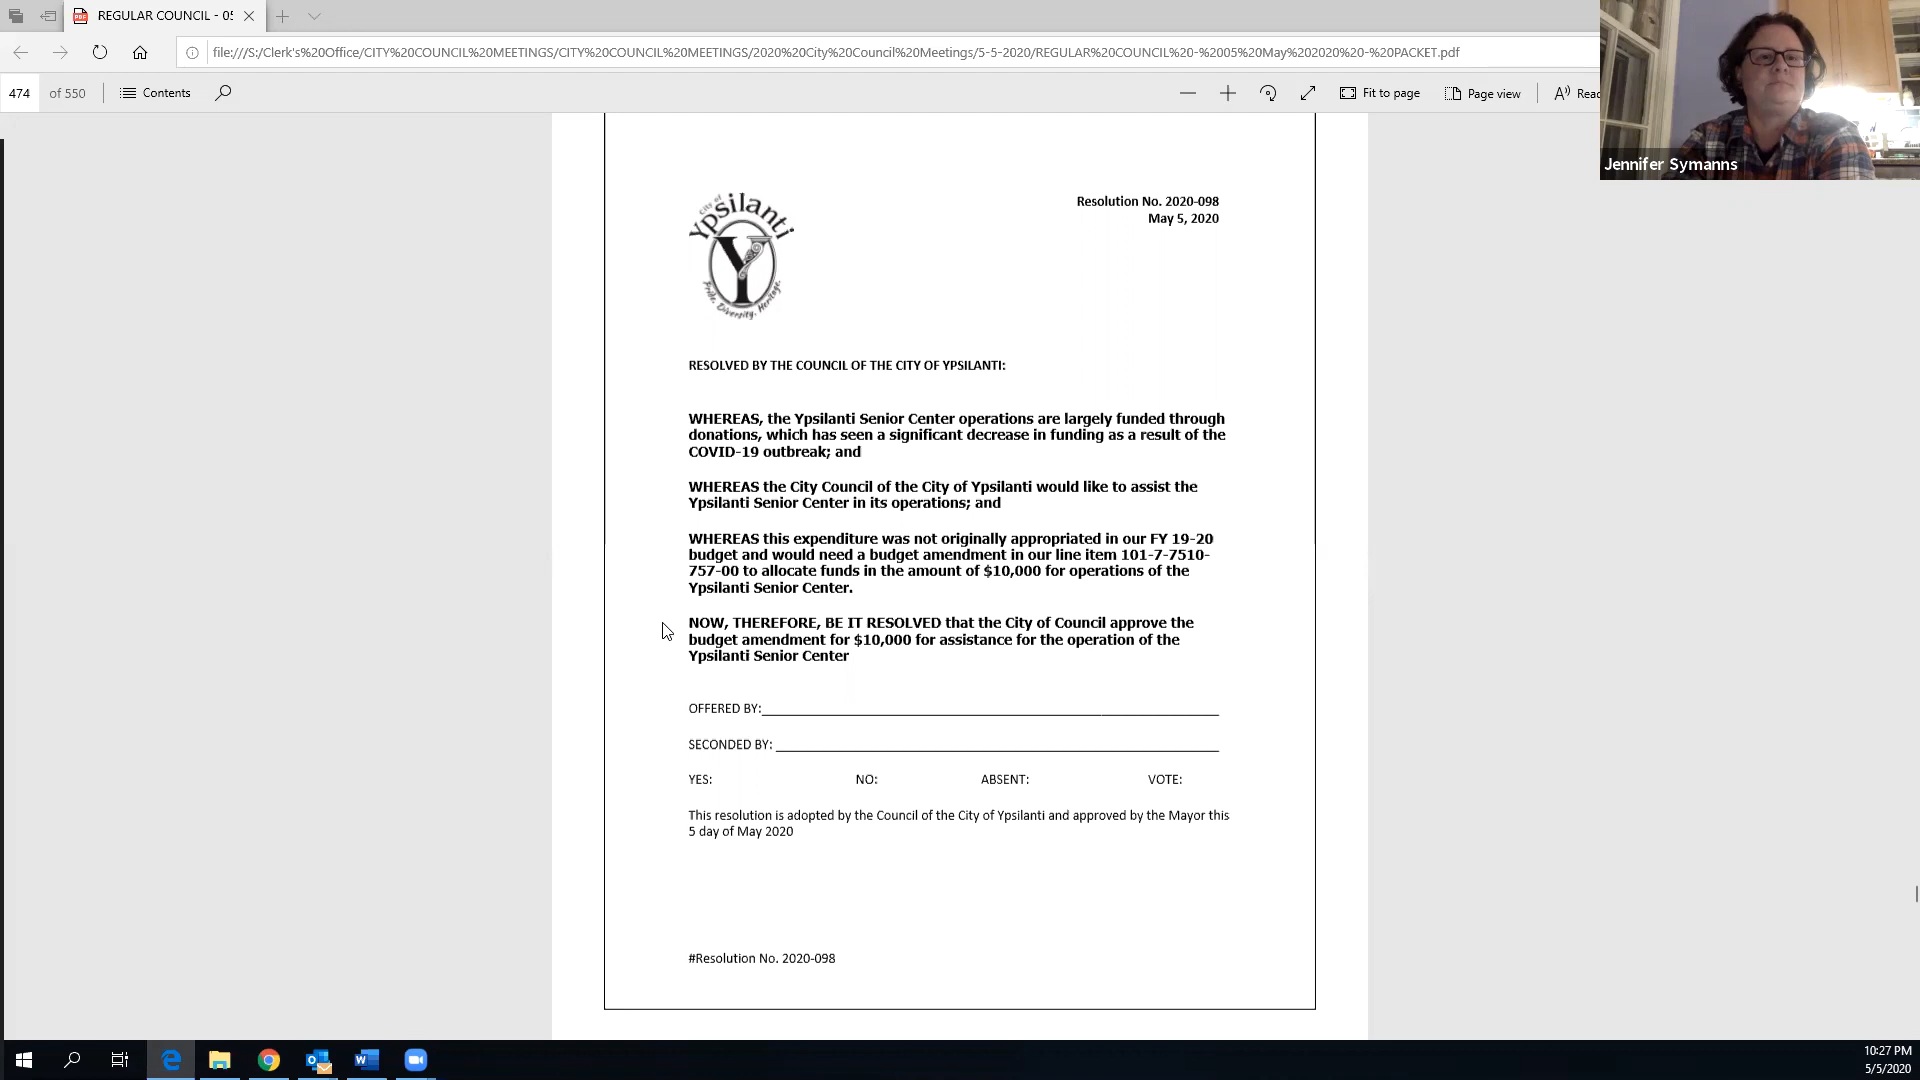 REGULAR COUNCIL - 05
file:///S:/Clerk's%20Office/CITY%20COUNCIL%20MEETINGS/CITY%20COUNCIL%20MEETINGS/2020%20City%20Council%20Meetings/5-5-2020/REGULAR%20COUNCIL%20-%2005%20May%202020%20-%20PACKET.pdf
474 of 550 Contents Fit to page Page view Read
Jennifer Symanns
City of
Ypsilanti
Y
Pride. Diversity. Heritage.
Resolution No. 2020-098
May 5, 2020
RESOLVED BY THE COUNCIL OF THE CITY OF YPSILANTI:
WHEREAS, the Ypsilanti Senior Center operations are largely funded through
donations, which has seen a significant decrease in funding as a result of the
COVID-19 outbreak; and
WHEREAS the City Council of the City of Ypsilanti would like to assist the
Ypsilanti Senior Center in its operations; and
WHEREAS this expenditure was not originally appropriated in our FY 19-20
budget and would need a budget amendment in our line item 101-7-7510-
757-00 to allocate funds in the amount of $10,000 for operations of the
Ypsilanti Senior Center.
NOW, THEREFORE, BE IT RESOLVED that the City of Council approve the
budget amendment for $10,000 for assistance for the operation of the
Ypsilanti Senior Center
OFFERED BY:
SECONDED BY:
YES: NO: ABSENT: VOTE:
This resolution is adopted by the Council of the City of Ypsilanti and approved by the Mayor this
5 day of May 2020
#Resolution No. 2020-098
10:27 PM
5/5/2020